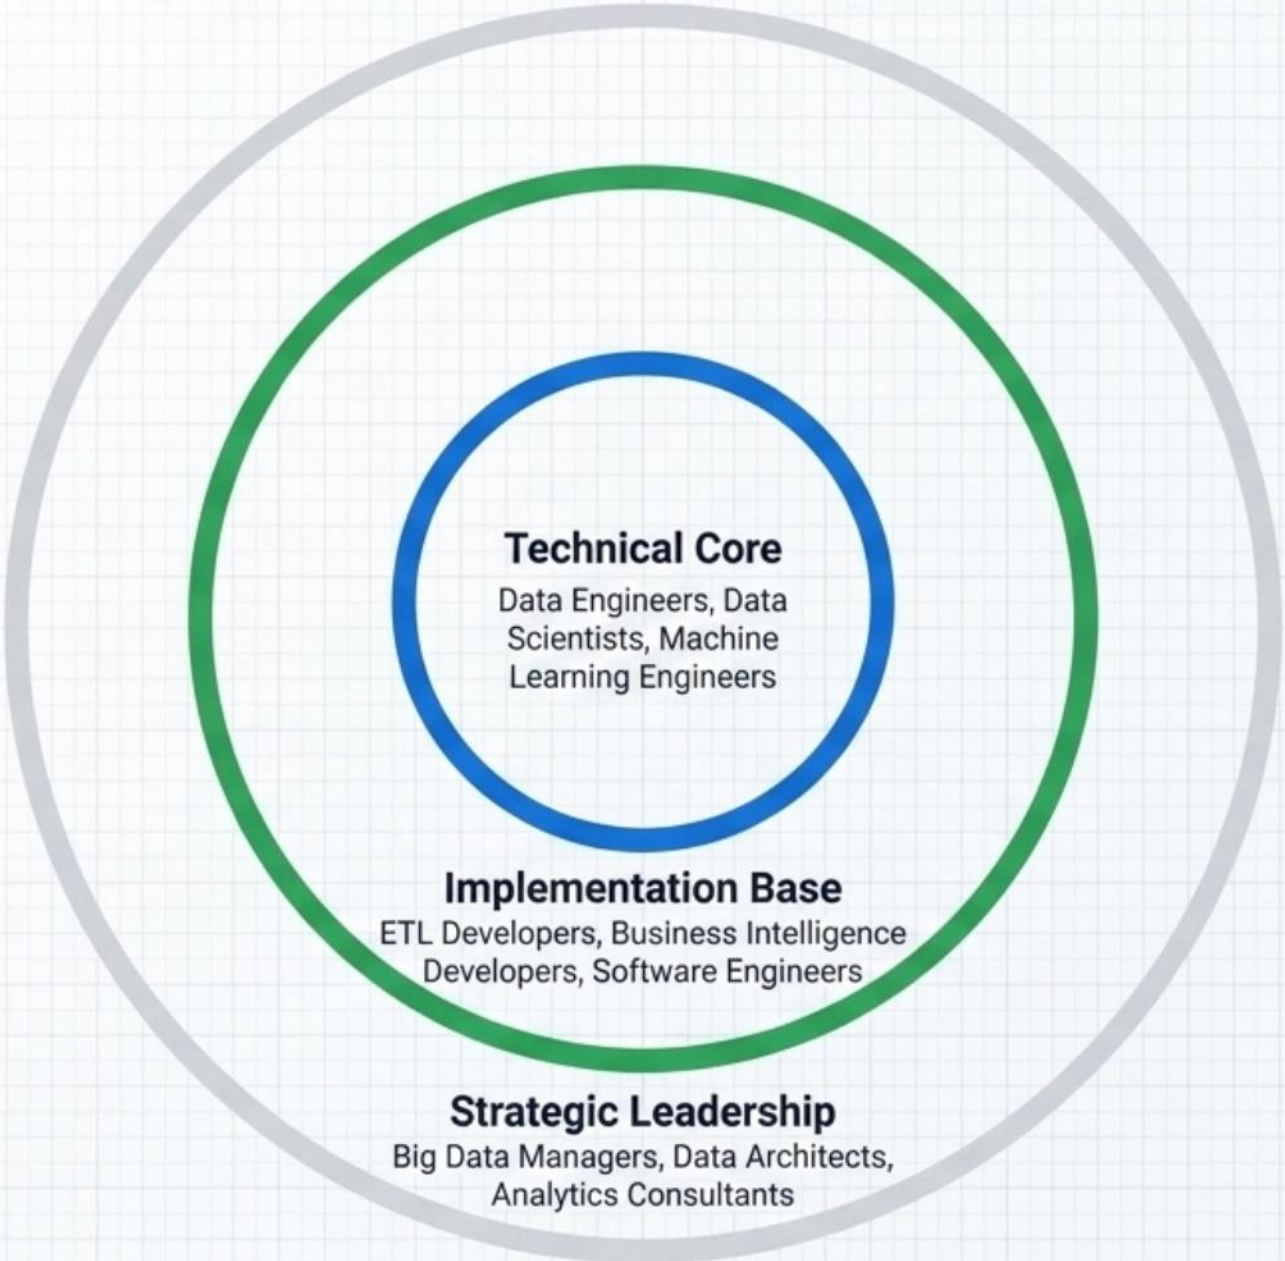 Technical Core
Data Engineers, Data
Scientists, Machine
Learning Engineers
Implementation Base
ETL Developers, Business Intelligence
Developers, Software Engineers
Strategic Leadership
Big Data Managers, Data Architects,
Analytics Consultants